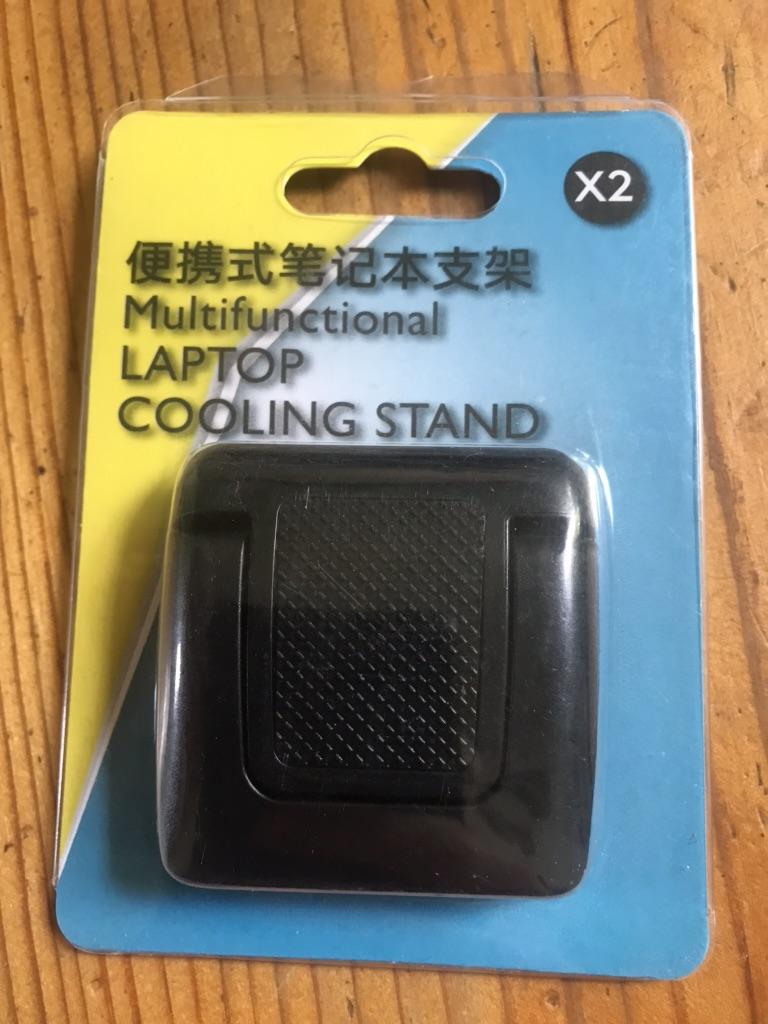 X2
便携式笔记本支架
Multifunctional
LAPTOP
COOLING STAND